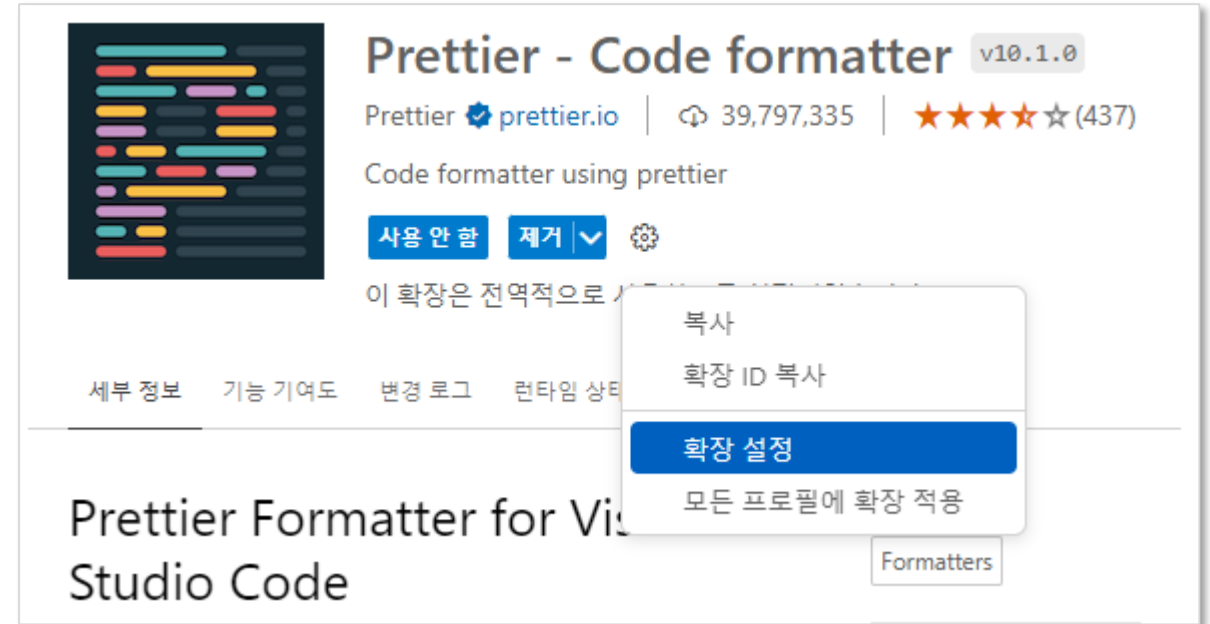 Prettier - Code formatter v10.1.0
Prettier prettier.io 39,797,335 (437)
Code formatter using prettier
사용 안 함 제거
이 확장은 전역적으로
복사
확장 ID 복사
세부 정보 기능 기여도 변경 로그 런타임 상태
확장 설정
모든 프로필에 확장 적용
Prettier Formatter for
Studio Code
Formatters